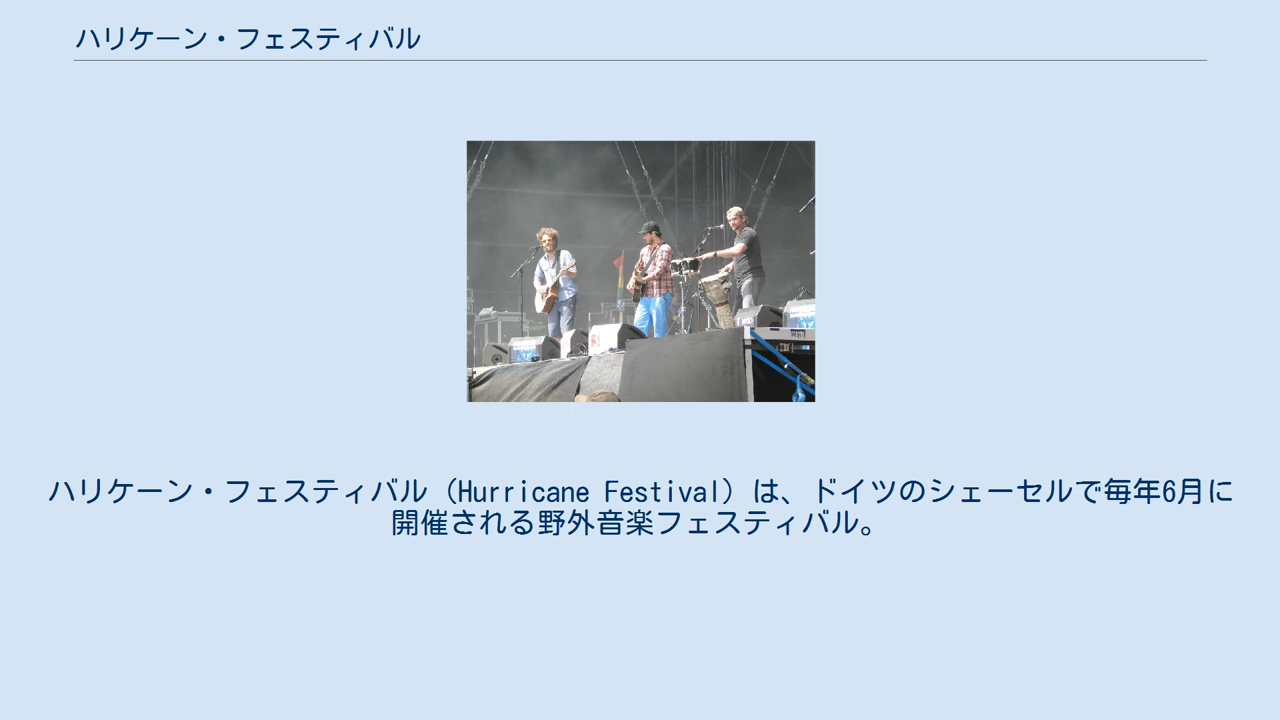 ハリケーン・フェスティバル
ハリケーン・フェスティバル（Hurricane Festival）は、ドイツのシェーセルで毎年6月に
開催される野外音楽フェスティバル。